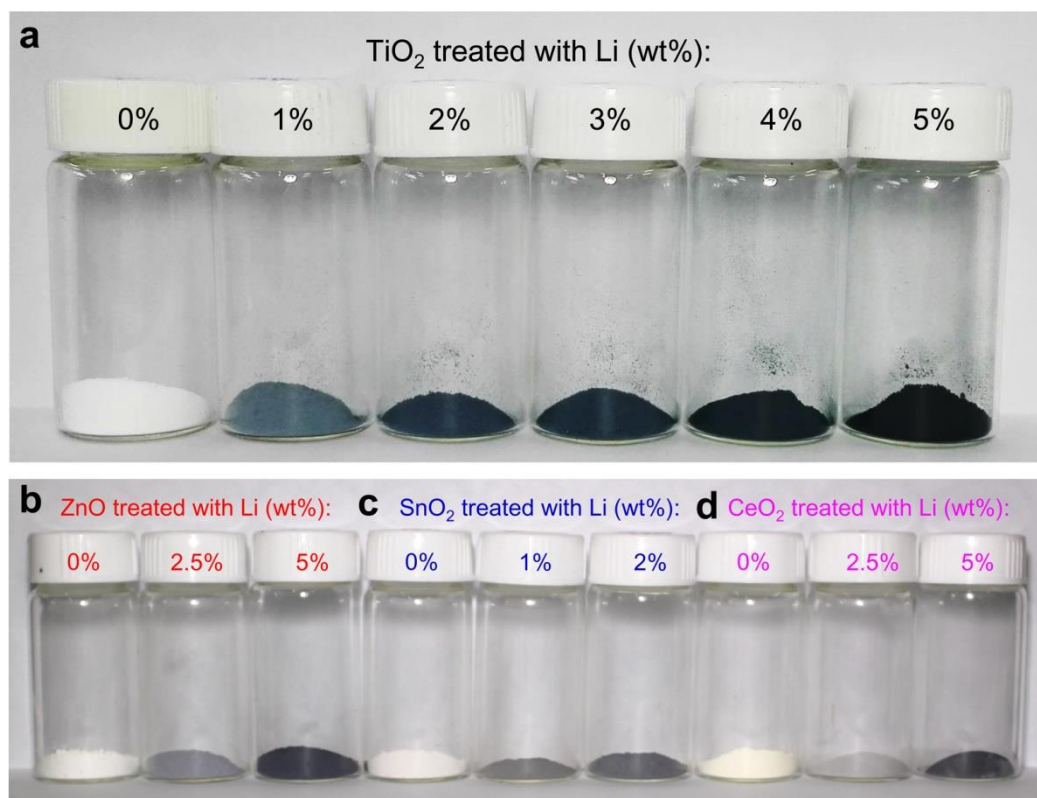 a
TiO₂ treated with Li (wt%):
0% 1% 2% 3% 4% 5%
b ZnO treated with Li (wt%): c SnO₂ treated with Li (wt%): d CeO₂ treated with Li (wt%):
0% 2.5% 5% 0% 1% 2% 0% 2.5% 5%